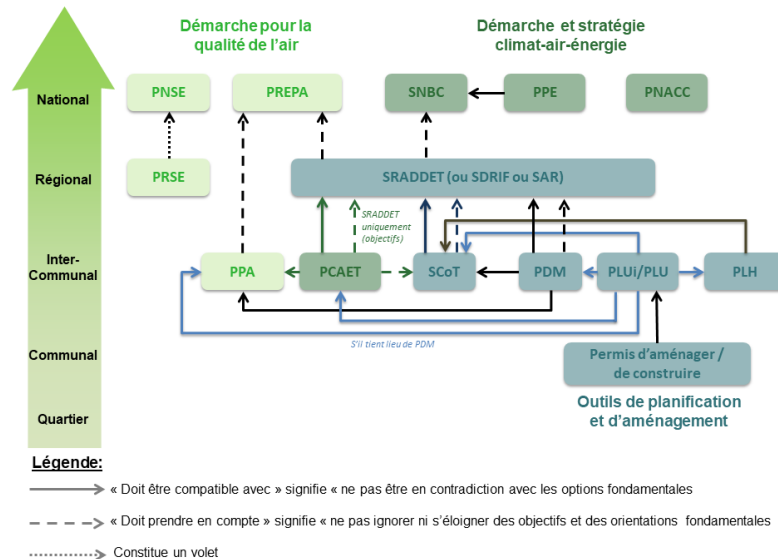 Démarche pour la
qualité de l'air
Démarche et stratégie
climat-air-énergie
National
PNSE
PREPA
SNBC
PPE
PNACC
Régional
PRSE
SRADDET (ou SDRIF ou SAR)
SRADDET
uniquement
(objectifs)
Inter-
Communal
PPA
PCAET
SCoT
PDM
PLUi/PLU
PLH
S'il tient lieu de PDM
Communal
Permis d'aménager /
de construire
Quartier
Outils de planification
et d'aménagement
Légende:
« Doit être compatible avec » signifie « ne pas être en contradiction avec les options fondamentales
« Doit prendre en compte » signifie « ne pas ignorer ni s'éloigner des objectifs et des orientations fondamentales
Constitue un volet